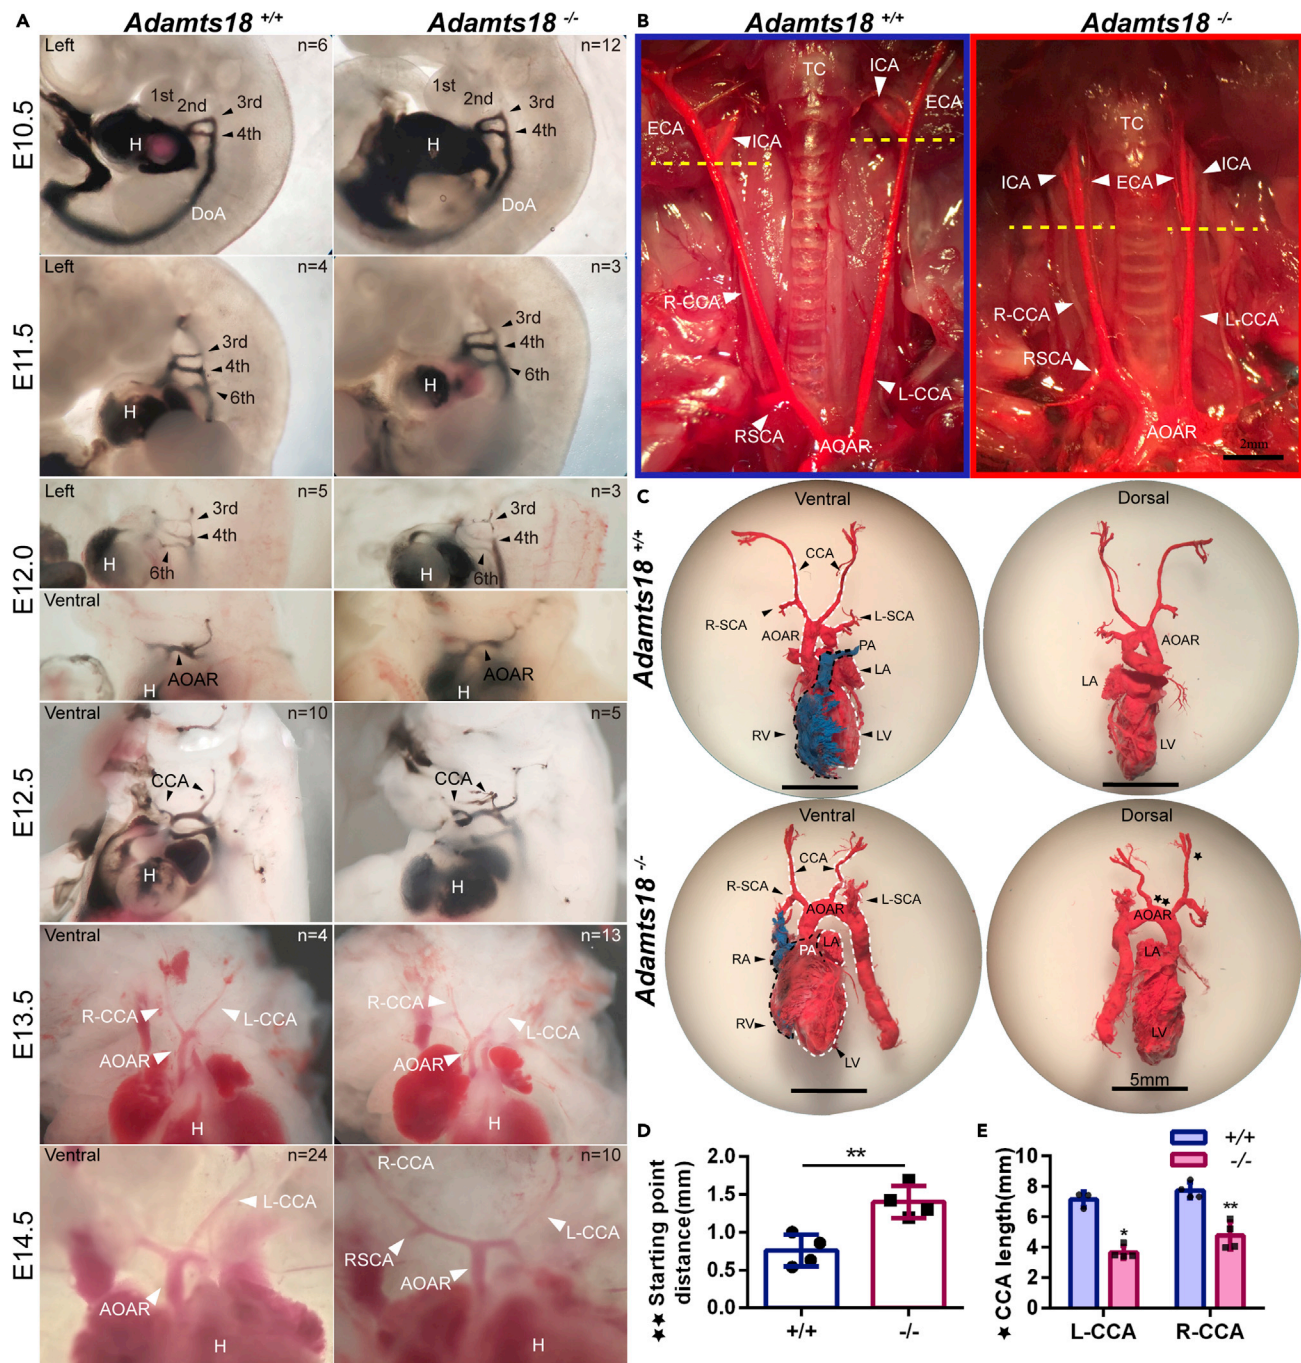 A
Adamts18 +/+
Adamts18 -/-
E10.5
Left
n=6
1st
2nd
3rd
4th
H
DoA
n=12
1st
2nd
3rd
4th
H
DoA
E11.5
Left
n=4
3rd
4th
6th
H
n=3
3rd
4th
6th
H
E12.0
Left
n=5
3rd
4th
6th
H
n=3
3rd
4th
6th
H
Ventral
AOAR
H
AOAR
H
E12.5
Ventral
n=10
CCA
H
n=5
CCA
H
E13.5
Ventral
n=4
R-CCA
L-CCA
AOAR
H
n=13
R-CCA
L-CCA
AOAR
H
E14.5
Ventral
n=24
L-CCA
AOAR
H
n=10
R-CCA
L-CCA
RSCA
AOAR
H
B
Adamts18 +/+
Adamts18 -/-
TC
ICA
ECA
ECA
ICA
R-CCA
L-CCA
RSCA
AOAR
TC
ICA
ECA
ICA
R-CCA
L-CCA
RSCA
AOAR
2mm
C
Adamts18 +/+
Ventral
CCA
R-SCA
L-SCA
AOAR
PA
LA
RV
LV
Dorsal
AOAR
LA
LV
Adamts18 -/-
Ventral
CCA
R-SCA
L-SCA
AOAR
PA
LA
RA
RV
LV
Dorsal
★
★★
AOAR
LA
LV
5mm
D
★★ Starting point
distance(mm)
2.0
1.5
1.0
0.5
0.0
**
+/+
-/-
E
+/+
-/-
★ CCA length(mm)
10
8
6
4
2
0
*
**
L-CCA
R-CCA